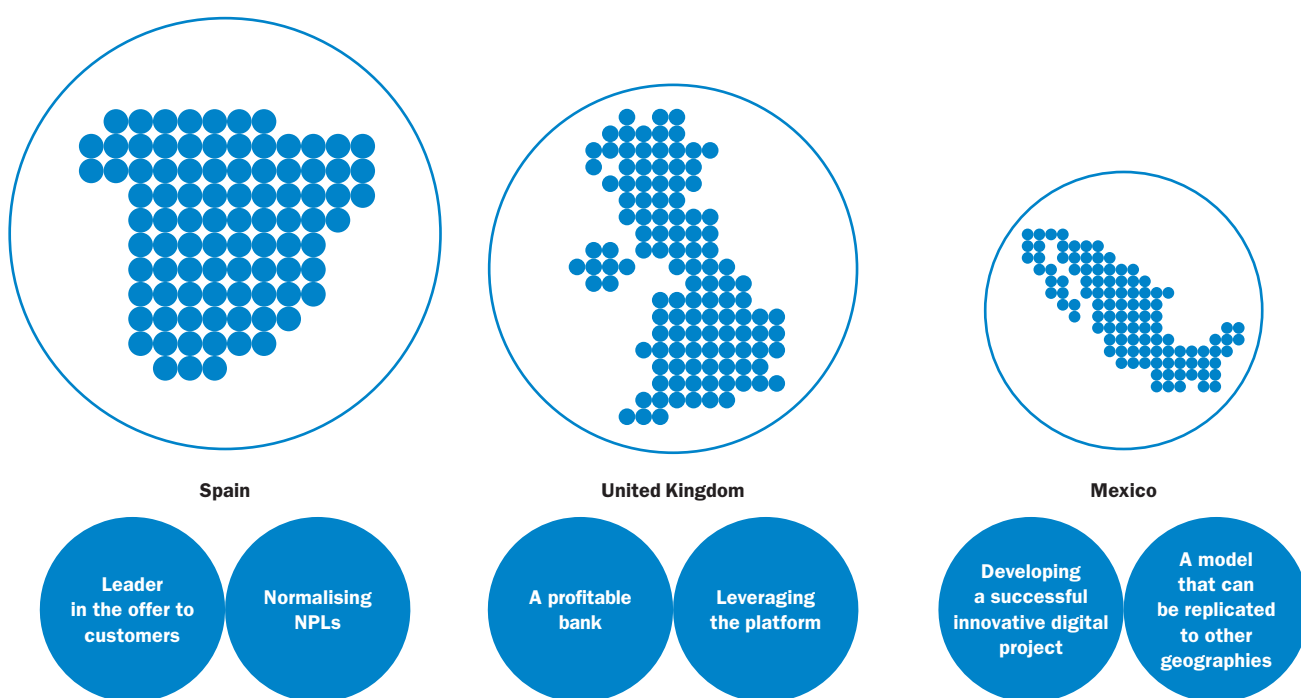 Spain
United Kingdom
Mexico
Leader
in the offer to
customers
Normalising
NPLs
A profitable
bank
Leveraging
the platform
Developing
a successful
innovative digital
project
A model
that can
be replicated
to other
geographies